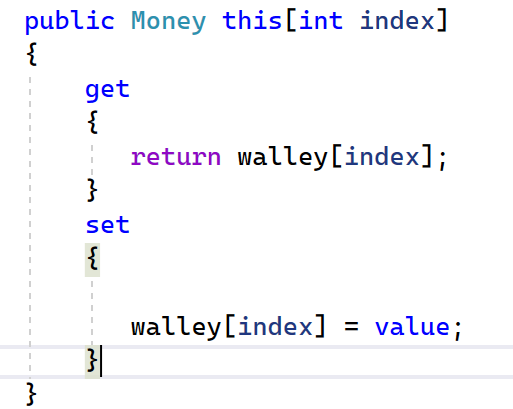 public Money this[int index]
{
get
{
return walley[index];
}
set
{
walley[index] = value;
}
}